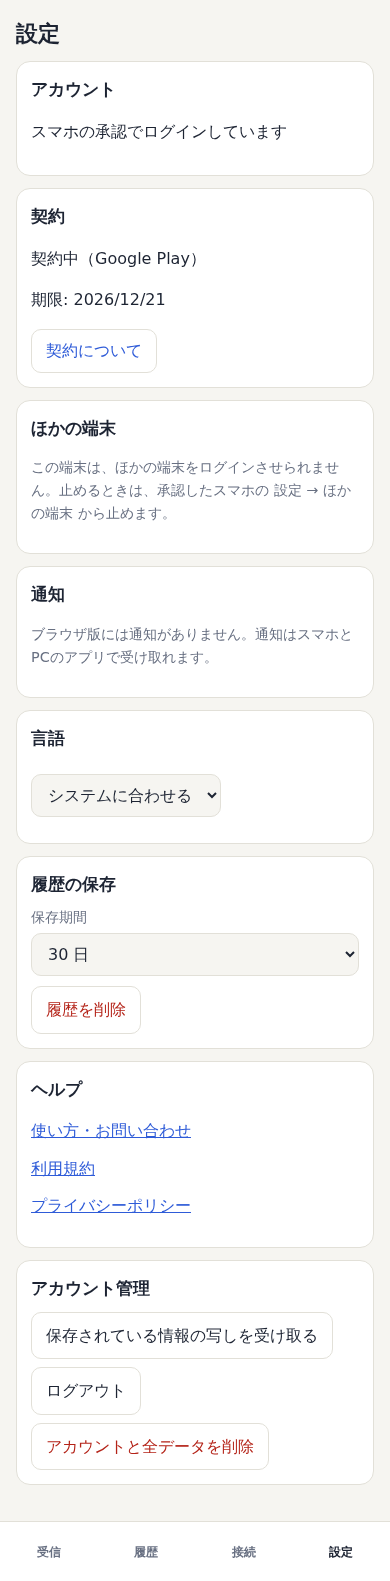 設定
アカウント
スマホの承認でログインしています
契約
契約中（Google Play）
期限: 2026/12/21
契約について
ほかの端末
この端末は、ほかの端末をログインさせられませ
ん。止めるときは、承認したスマホの 設定 → ほか
の端末 から止めます。
通知
ブラウザ版には通知がありません。通知はスマホと
PCのアプリで受け取れます。
言語
システムに合わせる
履歴の保存
保存期間
30 日
履歴を削除
ヘルプ
使い方・お問い合わせ
利用規約
プライバシーポリシー
アカウント管理
保存されている情報の写しを受け取る
ログアウト
アカウントと全データを削除
受信 履歴 接続 設定